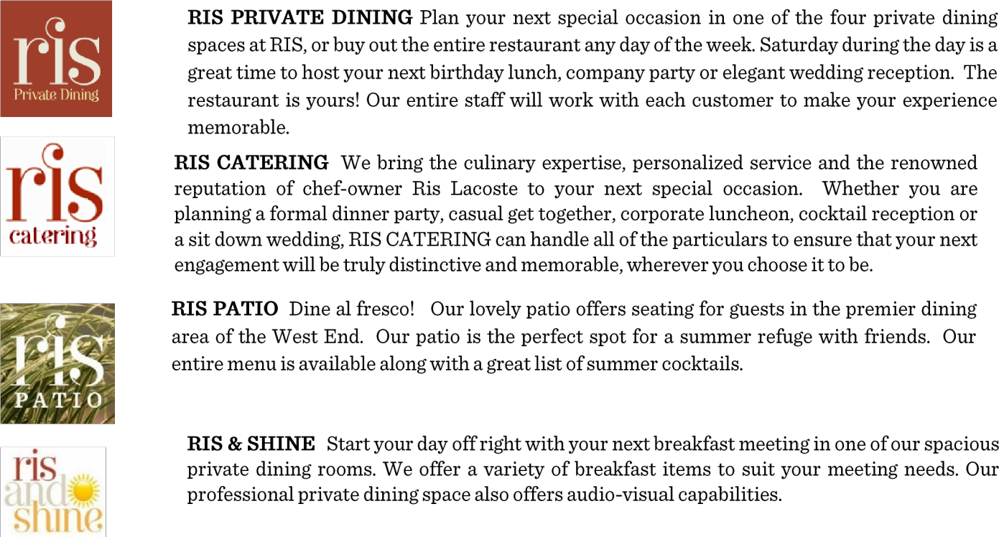 ris
Private Dining
RIS PRIVATE DINING Plan your next special occasion in one of the four private dining
spaces at RIS, or buy out the entire restaurant any day of the week. Saturday during the day is a
great time to host your next birthday lunch, company party or elegant wedding reception.  The
restaurant is yours! Our entire staff will work with each customer to make your experience
memorable.
ris
catering
RIS CATERING  We bring the culinary expertise, personalized service and the renowned
reputation of chef-owner Ris Lacoste to your next special occasion.  Whether you are
planning a formal dinner party, casual get together, corporate luncheon, cocktail reception or
a sit down wedding, RIS CATERING can handle all of the particulars to ensure that your next
engagement will be truly distinctive and memorable, wherever you choose it to be.
ris
PATIO
RIS PATIO  Dine al fresco!   Our lovely patio offers seating for guests in the premier dining
area of the West End.  Our patio is the perfect spot for a summer refuge with friends.  Our
entire menu is available along with a great list of summer cocktails.
ris
and
shine
RIS & SHINE  Start your day off right with your next breakfast meeting in one of our spacious
private dining rooms. We offer a variety of breakfast items to suit your meeting needs. Our
professional private dining space also offers audio-visual capabilities.